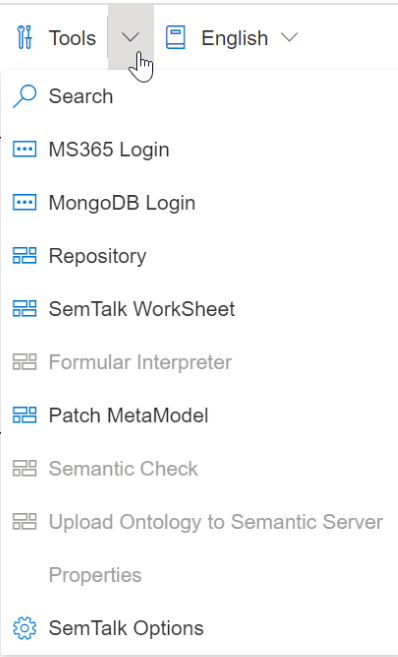 Tools English
Search
MS365 Login
MongoDB Login
Repository
SemTalk WorkSheet
Formular Interpreter
Patch MetaModel
Semantic Check
Upload Ontology to Semantic Server
Properties
SemTalk Options